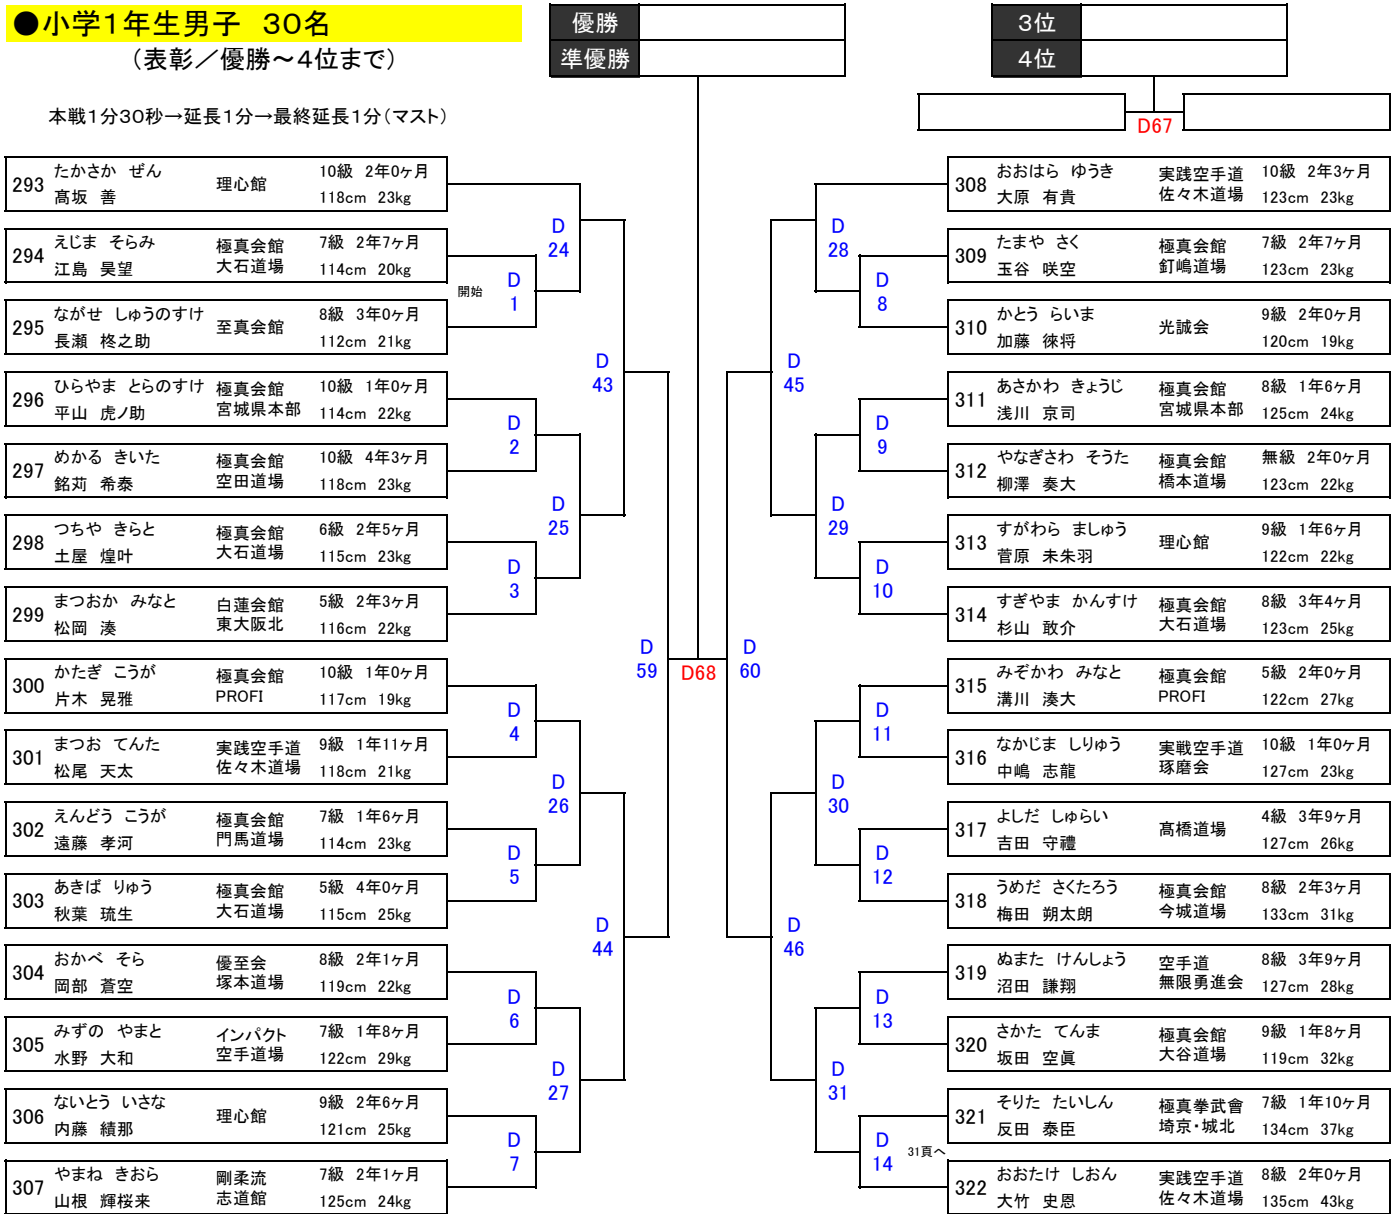 ●小学1年生男子 30名
(表彰/優勝~4位まで)
本戦1分30秒→延長1分→最終延長1分(マスト)
優勝
準優勝
3位
4位
D67
293 たかさか ぜん 理心館 10級 2年0ヶ月
髙坂 善 118cm 23kg
294 えじま そらみ 極真会館 7級 2年7ヶ月
江島 昊望 大石道場 114cm 20kg
295 ながせ しゅうのすけ 至真会館 8級 3年0ヶ月
長瀬 柊之助 112cm 21kg
296 ひらやま とらのすけ 極真会館 10級 1年0ヶ月
平山 虎ノ助 宮城県本部 114cm 22kg
297 めかる きいた 極真会館 10級 4年3ヶ月
銘苅 希泰 空田道場 118cm 23kg
298 つちや きらと 極真会館 6級 2年5ヶ月
土屋 煌叶 大石道場 115cm 23kg
299 まつおか みなと 白蓮会館 5級 2年3ヶ月
松岡 湊 東大阪北 116cm 22kg
300 かたぎ こうが 極真会館 10級 1年0ヶ月
片木 晃雅 PROFI 117cm 19kg
301 まつお てんた 実践空手道 9級 1年11ヶ月
松尾 天太 佐々木道場 118cm 21kg
302 えんどう こうが 極真会館 7級 1年6ヶ月
遠藤 孝河 門馬道場 114cm 23kg
303 あきば りゅう 極真会館 5級 4年0ヶ月
秋葉 琉生 大石道場 115cm 25kg
304 おかべ そら 優至会 8級 2年1ヶ月
岡部 蒼空 塚本道場 119cm 22kg
305 みずの やまと インパクト 7級 1年8ヶ月
水野 大和 空手道場 122cm 29kg
306 ないとう いさな 理心館 9級 2年6ヶ月
内藤 績那 121cm 25kg
307 やまね きおら 剛柔流 7級 2年1ヶ月
山根 輝桜来 志道館 125cm 24kg
開始
D 1
D 2
D 3
D 4
D 5
D 6
D 7
D 24
D 25
D 26
D 27
D 43
D 44
D 59
D68
D 60
D 45
D 46
D 28
D 29
D 30
D 31
D 8
D 9
D 10
D 11
D 12
D 13
D 14
31頁へ
308 おおはら ゆうき 実践空手道 10級 2年3ヶ月
大原 有貴 佐々木道場 123cm 23kg
309 たまや さく 極真会館 7級 2年7ヶ月
玉谷 咲空 釘嶋道場 123cm 23kg
310 かとう らいま 光誠会 9級 2年0ヶ月
加藤 徠将 120cm 19kg
311 あさかわ きょうじ 極真会館 8級 1年6ヶ月
浅川 京司 宮城県本部 125cm 24kg
312 やなぎさわ そうた 極真会館 無級 2年0ヶ月
柳澤 奏大 橋本道場 123cm 22kg
313 すがわら ましゅう 理心館 9級 1年6ヶ月
菅原 未朱羽 122cm 22kg
314 すぎやま かんすけ 極真会館 8級 3年4ヶ月
杉山 敢介 大石道場 123cm 25kg
315 みぞかわ みなと 極真会館 5級 2年0ヶ月
溝川 湊大 PROFI 122cm 27kg
316 なかじま しりゅう 実戦空手道 10級 1年0ヶ月
中嶋 志龍 琢磨会 127cm 23kg
317 よしだ しゅらい 髙橋道場 4級 3年9ヶ月
吉田 守禮 127cm 26kg
318 うめだ さくたろう 極真会館 8級 2年3ヶ月
梅田 朔太朗 今城道場 133cm 31kg
319 ぬまた けんしょう 空手道 8級 3年9ヶ月
沼田 謙翔 無限勇進会 127cm 28kg
320 さかた てんま 極真会館 9級 1年8ヶ月
坂田 空眞 大谷道場 119cm 32kg
321 そりた たいしん 極真拳武會 7級 1年10ヶ月
反田 泰臣 埼京・城北 134cm 37kg
322 おおたけ しおん 実践空手道 8級 2年0ヶ月
大竹 史恩 佐々木道場 135cm 43kg